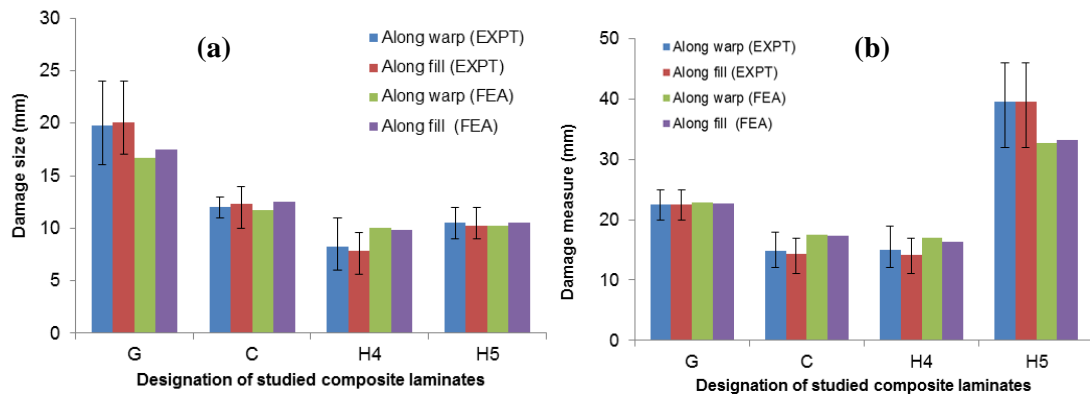 (a)
Along warp (EXPT)
Along fill (EXPT)
Along warp (FEA)
Along fill (FEA)
Damage size (mm)
30
25
20
15
10
5
0
G C H4 H5
Designation of studied composite laminates
(b)
Along warp (EXPT)
Along fill (EXPT)
Along warp (FEA)
Along fill (FEA)
Damage measure (mm)
50
40
30
20
10
0
G C H4 H5
Designation of studied composite laminates